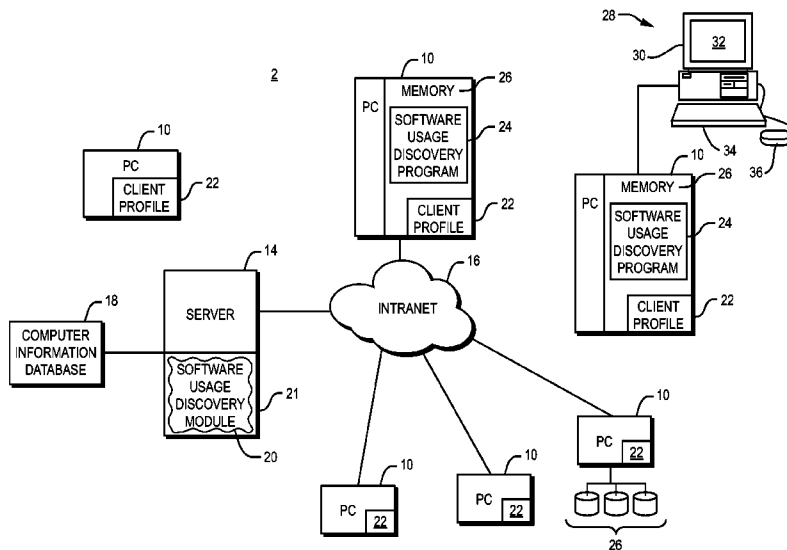 28
30
32
2
10
26
MEMORY
PC
SOFTWARE
USAGE
DISCOVERY
PROGRAM
24
34
36
10
PC
CLIENT
PROFILE
22
CLIENT
PROFILE
22
10
MEMORY
26
PC
SOFTWARE
USAGE
DISCOVERY
PROGRAM
24
CLIENT
PROFILE
22
14
16
18
SERVER
INTRANET
COMPUTER
INFORMATION
DATABASE
SOFTWARE
USAGE
DISCOVERY
MODULE
21
20
10
PC
22
10
PC
22
10
PC
22
26